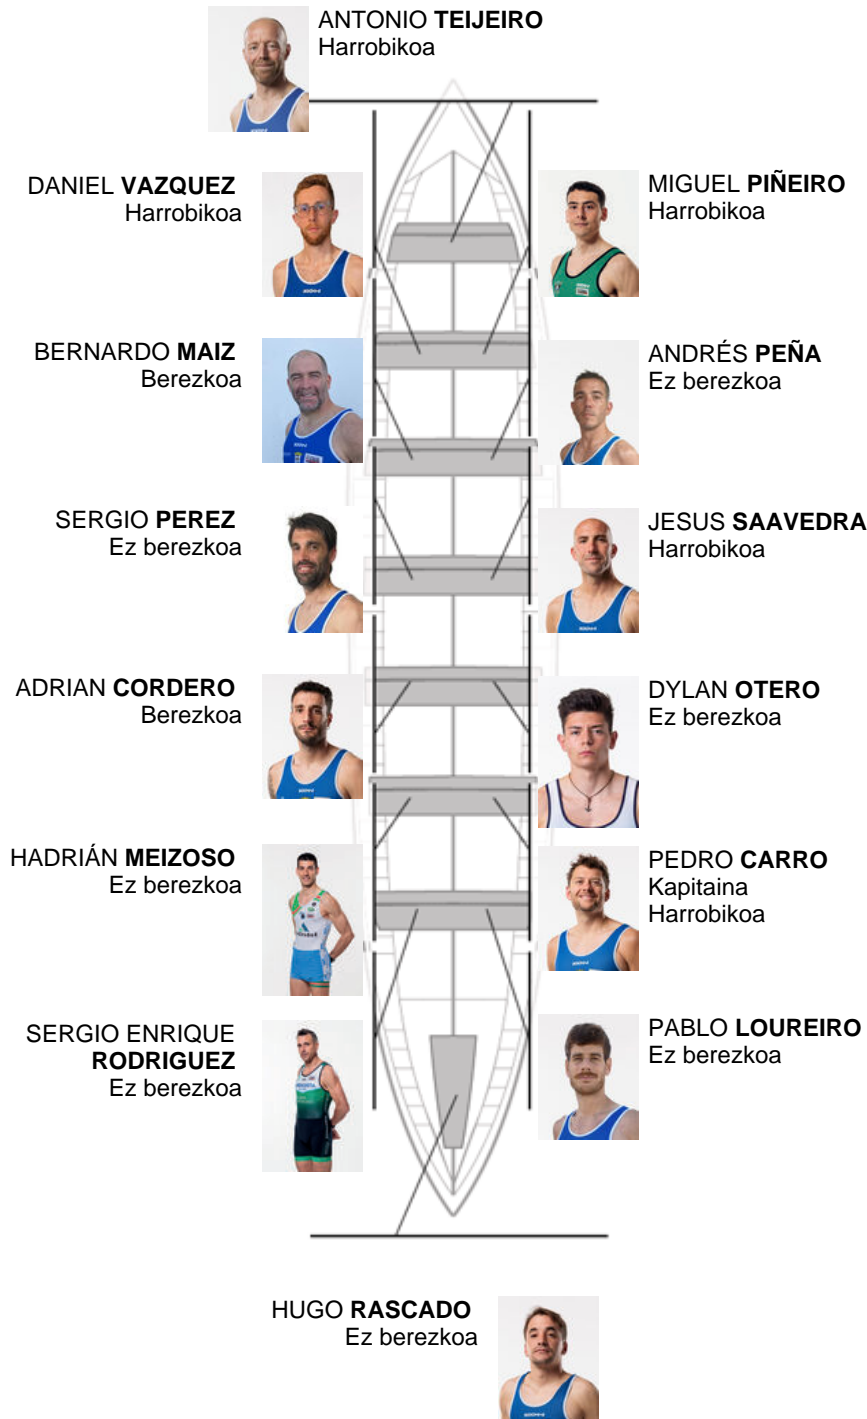 ANTONIO TEIJEIRO
Harrobikoa
DANIEL VAZQUEZ
Harrobikoa
MIGUEL PIÑEIRO
Harrobikoa
BERNARDO MAIZ
Berezkoa
ANDRÉS PEÑA
Ez berezkoa
SERGIO PEREZ
Ez berezkoa
JESUS SAAVEDRA
Harrobikoa
ADRIAN CORDERO
Berezkoa
DYLAN OTERO
Ez berezkoa
HADRIÁN MEIZOSO
Ez berezkoa
PEDRO CARRO
Kapitaina
Harrobikoa
SERGIO ENRIQUE
RODRIGUEZ
Ez berezkoa
PABLO LOUREIRO
Ez berezkoa
HUGO RASCADO
Ez berezkoa